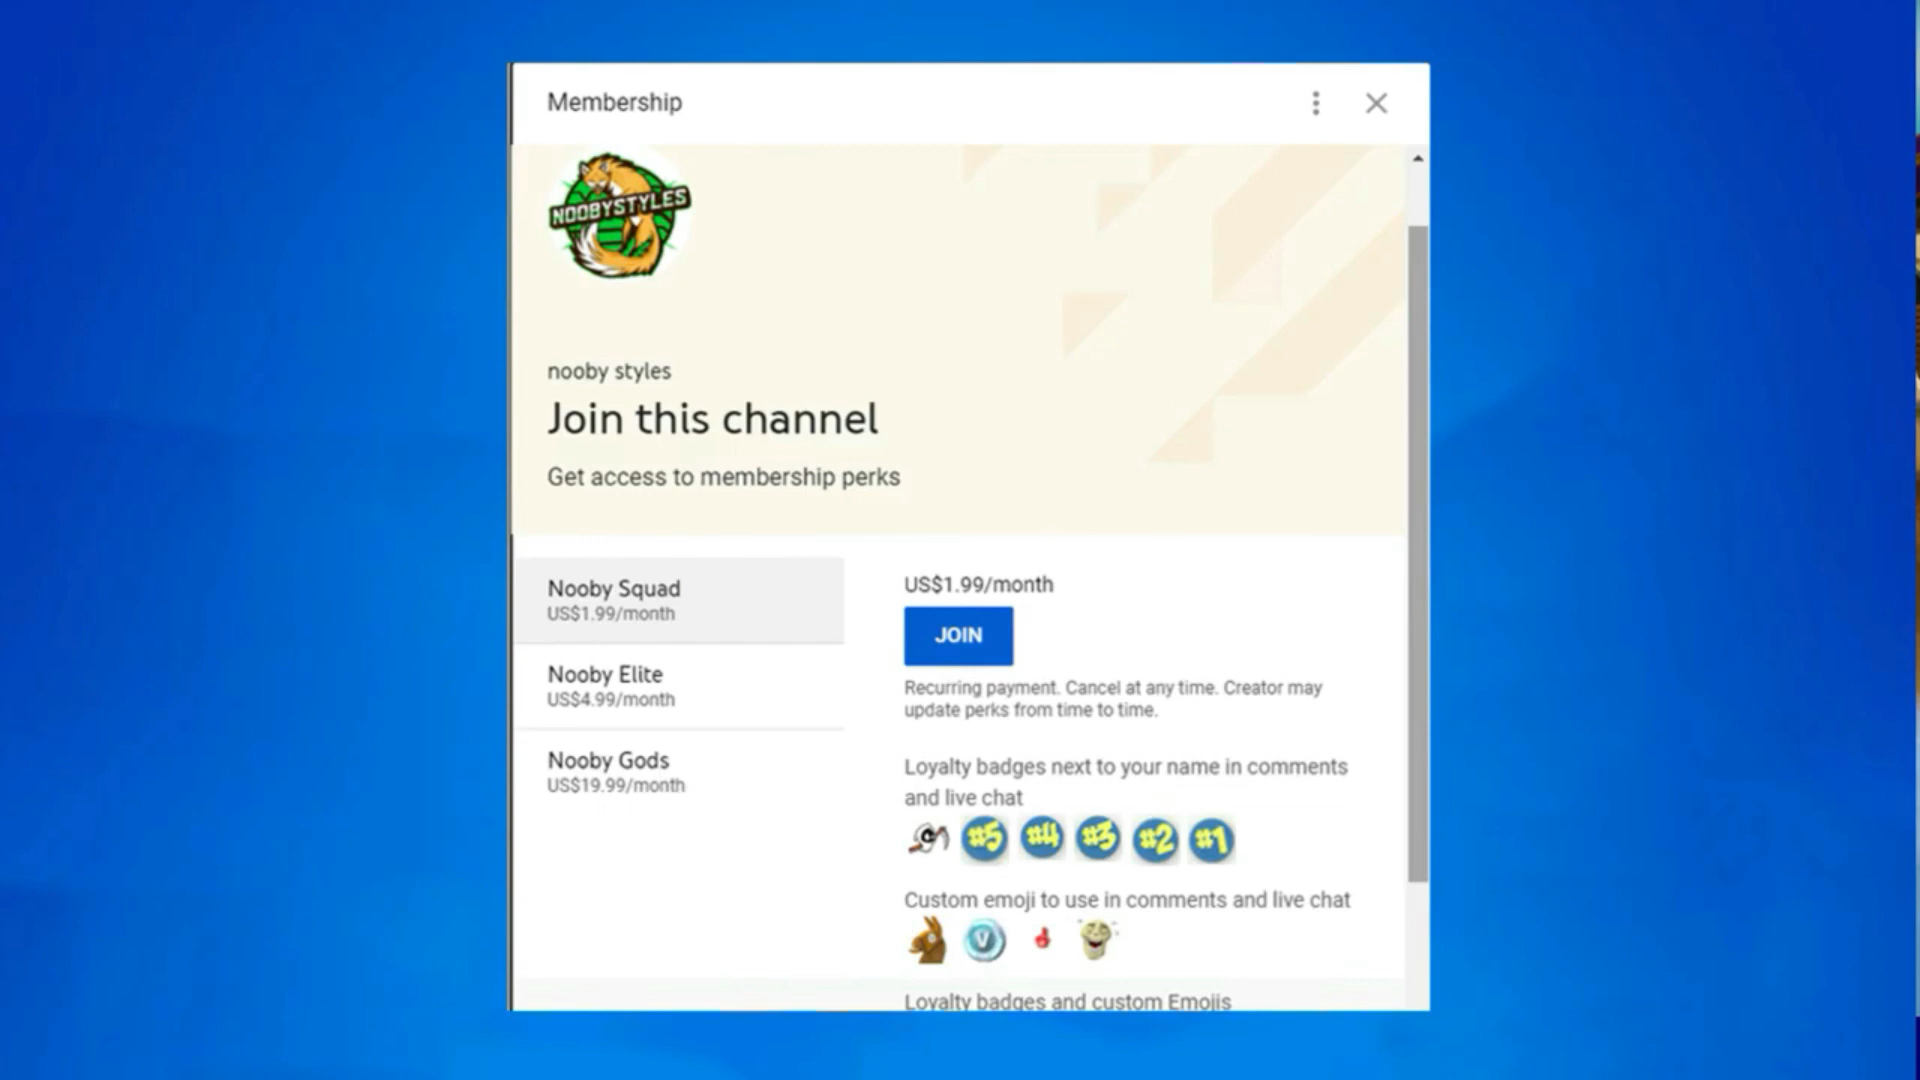 Membership
NOOBYSTYLES
nooby styles
Join this channel
Get access to membership perks
Nooby Squad
US$1.99/month
Nooby Elite
US$4.99/month
Nooby Gods
US$19.99/month
US$1.99/month
JOIN
Recurring payment. Cancel at any time. Creator may
update perks from time to time.
Loyalty badges next to your name in comments
and live chat
#5 #4 #3 #2 #1
Custom emoji to use in comments and live chat
V
Loyalty badges and custom Emojis